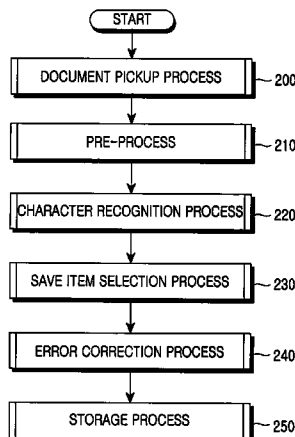 START
DOCUMENT PICKUP PROCESS 200
PRE-PROCESS 210
CHARACTER RECOGNITION PROCESS 220
SAVE ITEM SELECTION PROCESS 230
ERROR CORRECTION PROCESS 240
STORAGE PROCESS 250